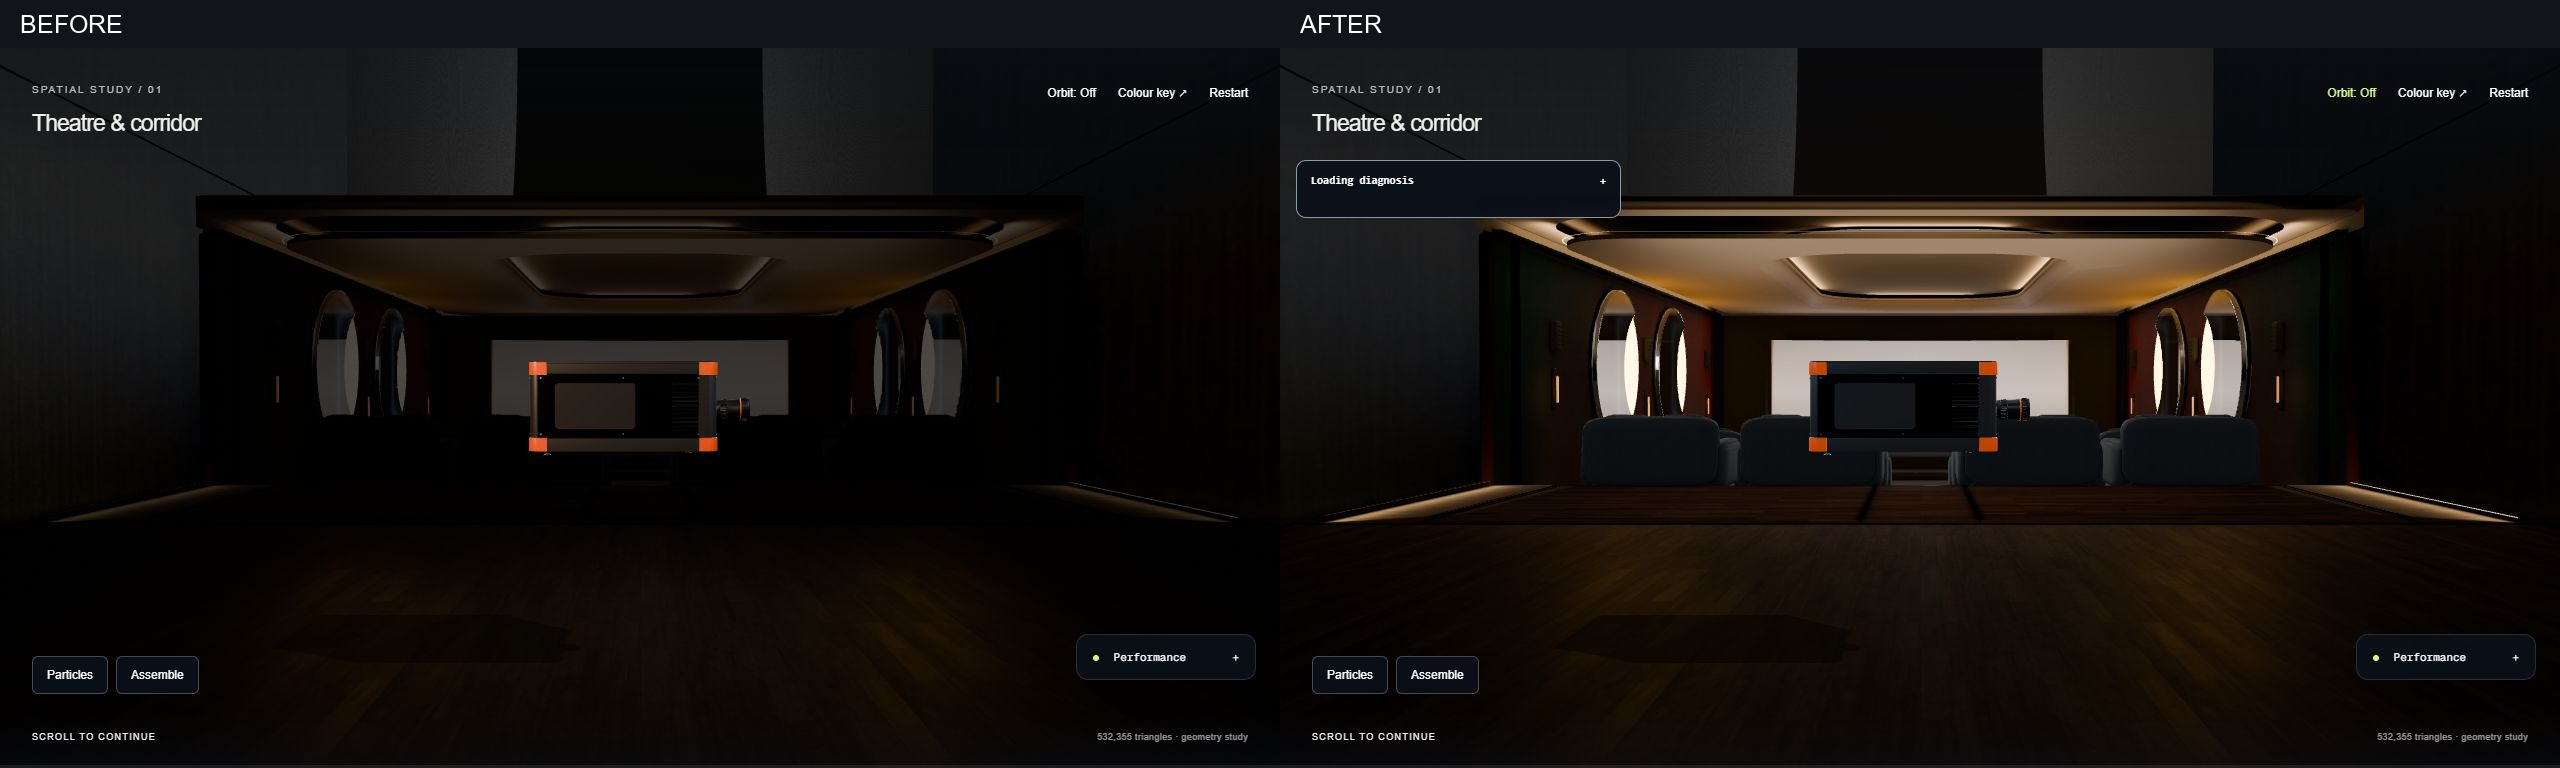 BEFORE
SPATIAL STUDY / 01
Theatre & corridor
Orbit: Off Colour key ↗ Restart
Particles Assemble
Performance +
SCROLL TO CONTINUE
532,355 triangles · geometry study
AFTER
SPATIAL STUDY / 01
Theatre & corridor
Orbit: Off Colour key ↗ Restart
Loading diagnosis +
Particles Assemble
Performance +
SCROLL TO CONTINUE
532,355 triangles · geometry study